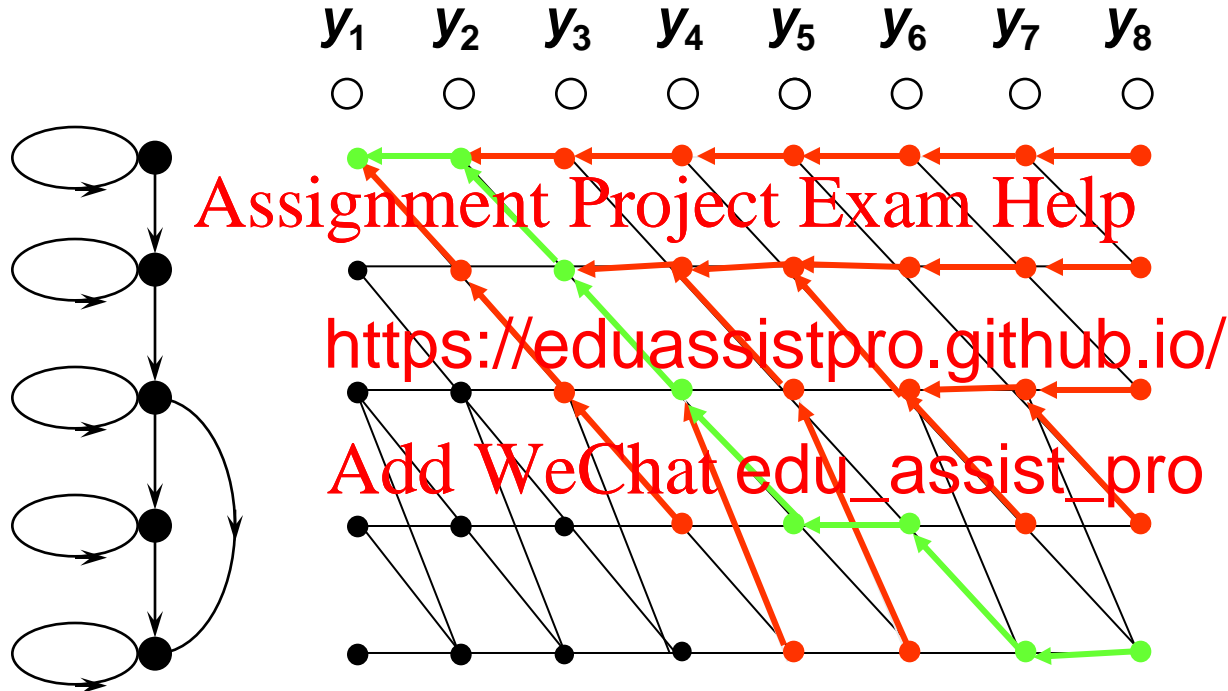 y1 y2 y3 y4 y5 y6 y7 y8
Assignment Project Exam Help
https://eduassistpro.github.io/
Add WeChat edu_assist_pro